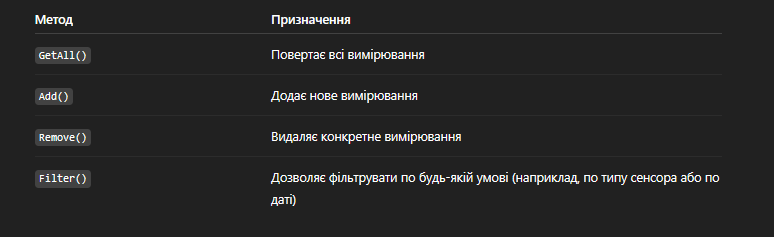 Метод Призначення
GetAll() Повертає всі вимірювання
Add() Додає нове вимірювання
Remove() Видаляє конкретне вимірювання
Filter() Дозволяє фільтрувати по будь-якій умові (наприклад, по типу сенсора або по
даті)